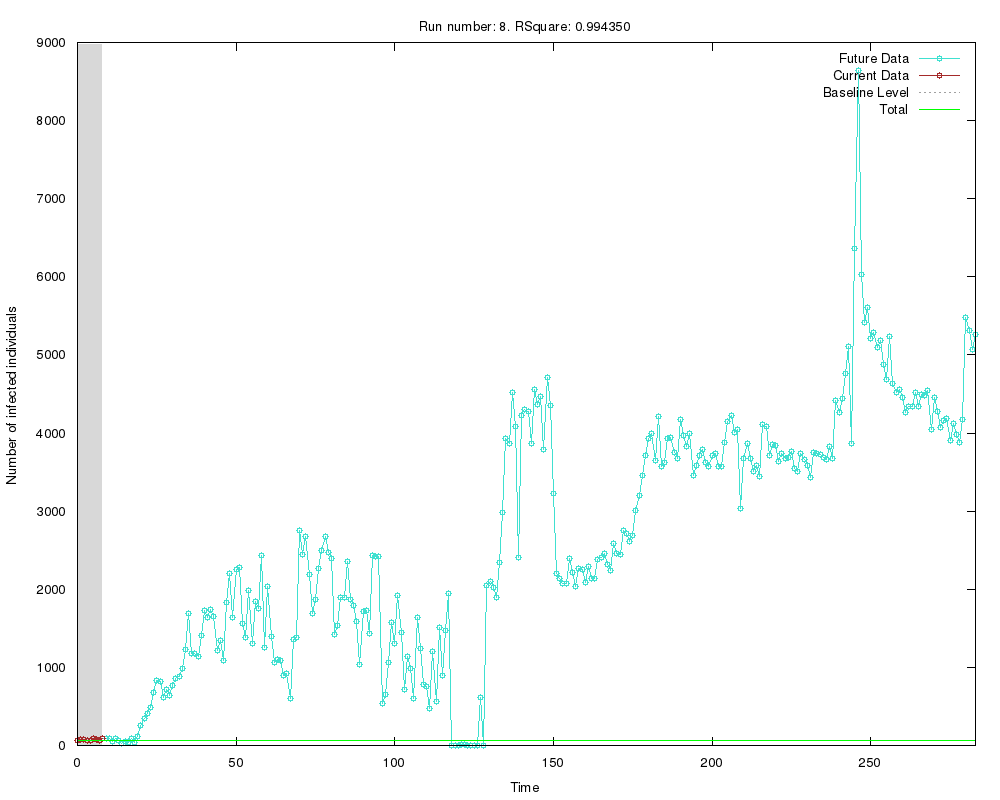 Run number: 8. RSquare: 0.994350
9000
8000
7000
6000
5000
4000
3000
2000
1000
0
Number of infected individuals
Future Data
Current Data
Baseline Level
Total
0 50 100 150 200 250
Time